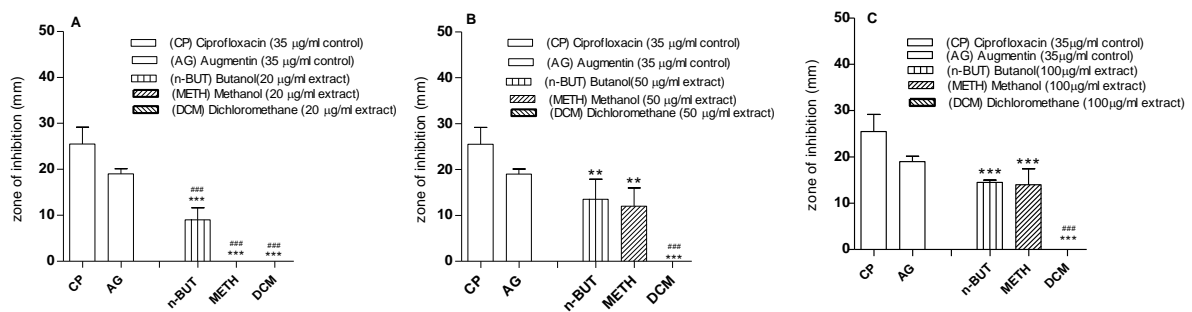 A
(CP) Ciprofloxacin (35 µg/ml control)
(AG) Augmentin (35 µg/ml control)
(n-BUT) Butanol(20 µg/ml extract)
(METH) Methanol (20 µg/ml extract)
(DCM) Dichloromethane (20 µg/ml extract)
zone of inhibition (mm)
50
40
30
20
10
0
###
***
###
***
###
***
CP
AG
n-BUT
METH
DCM
B
(CP) Ciprofloxacin (35 µg/ml control)
(AG) Augmentin (35 µg/ml control)
(n-BUT) Butanol(50 µg/ml extract)
(METH) Methanol (50 µg/ml extract)
(DCM) Dichloromethane (50 µg/ml extract)
zone of inhibition (mm)
50
40
30
20
10
0
**
**
###
***
CP
AG
n-BUT
METH
DCM
C
(CP) Ciprofloxacin (35µg/ml control)
(AG) Augmentin (35µg/ml control)
(n-BUT) Butanol(100µg/ml extract)
(METH) Methanol (100µg/ml extract)
(DCM) Dichloromethane (100µg/ml extract)
zone of inhibition (mm)
50
40
30
20
10
0
***
***
###
***
CP
AG
n-BUT
METH
DCM